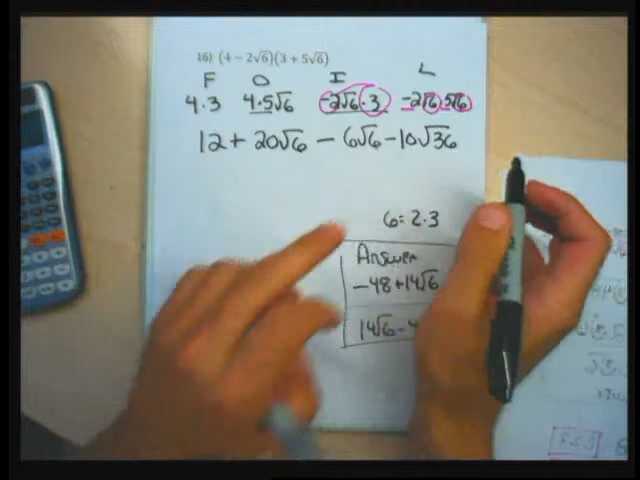 16) (4 − 2√6)(3 + 5√6)
F O I L
4·3 4·5√6 −2√6·3 −2√6·5√6
12 + 20√6 − 6√6 − 10√36
6 = 2·3
Answer
−48 + 14√6
14√6 − 4